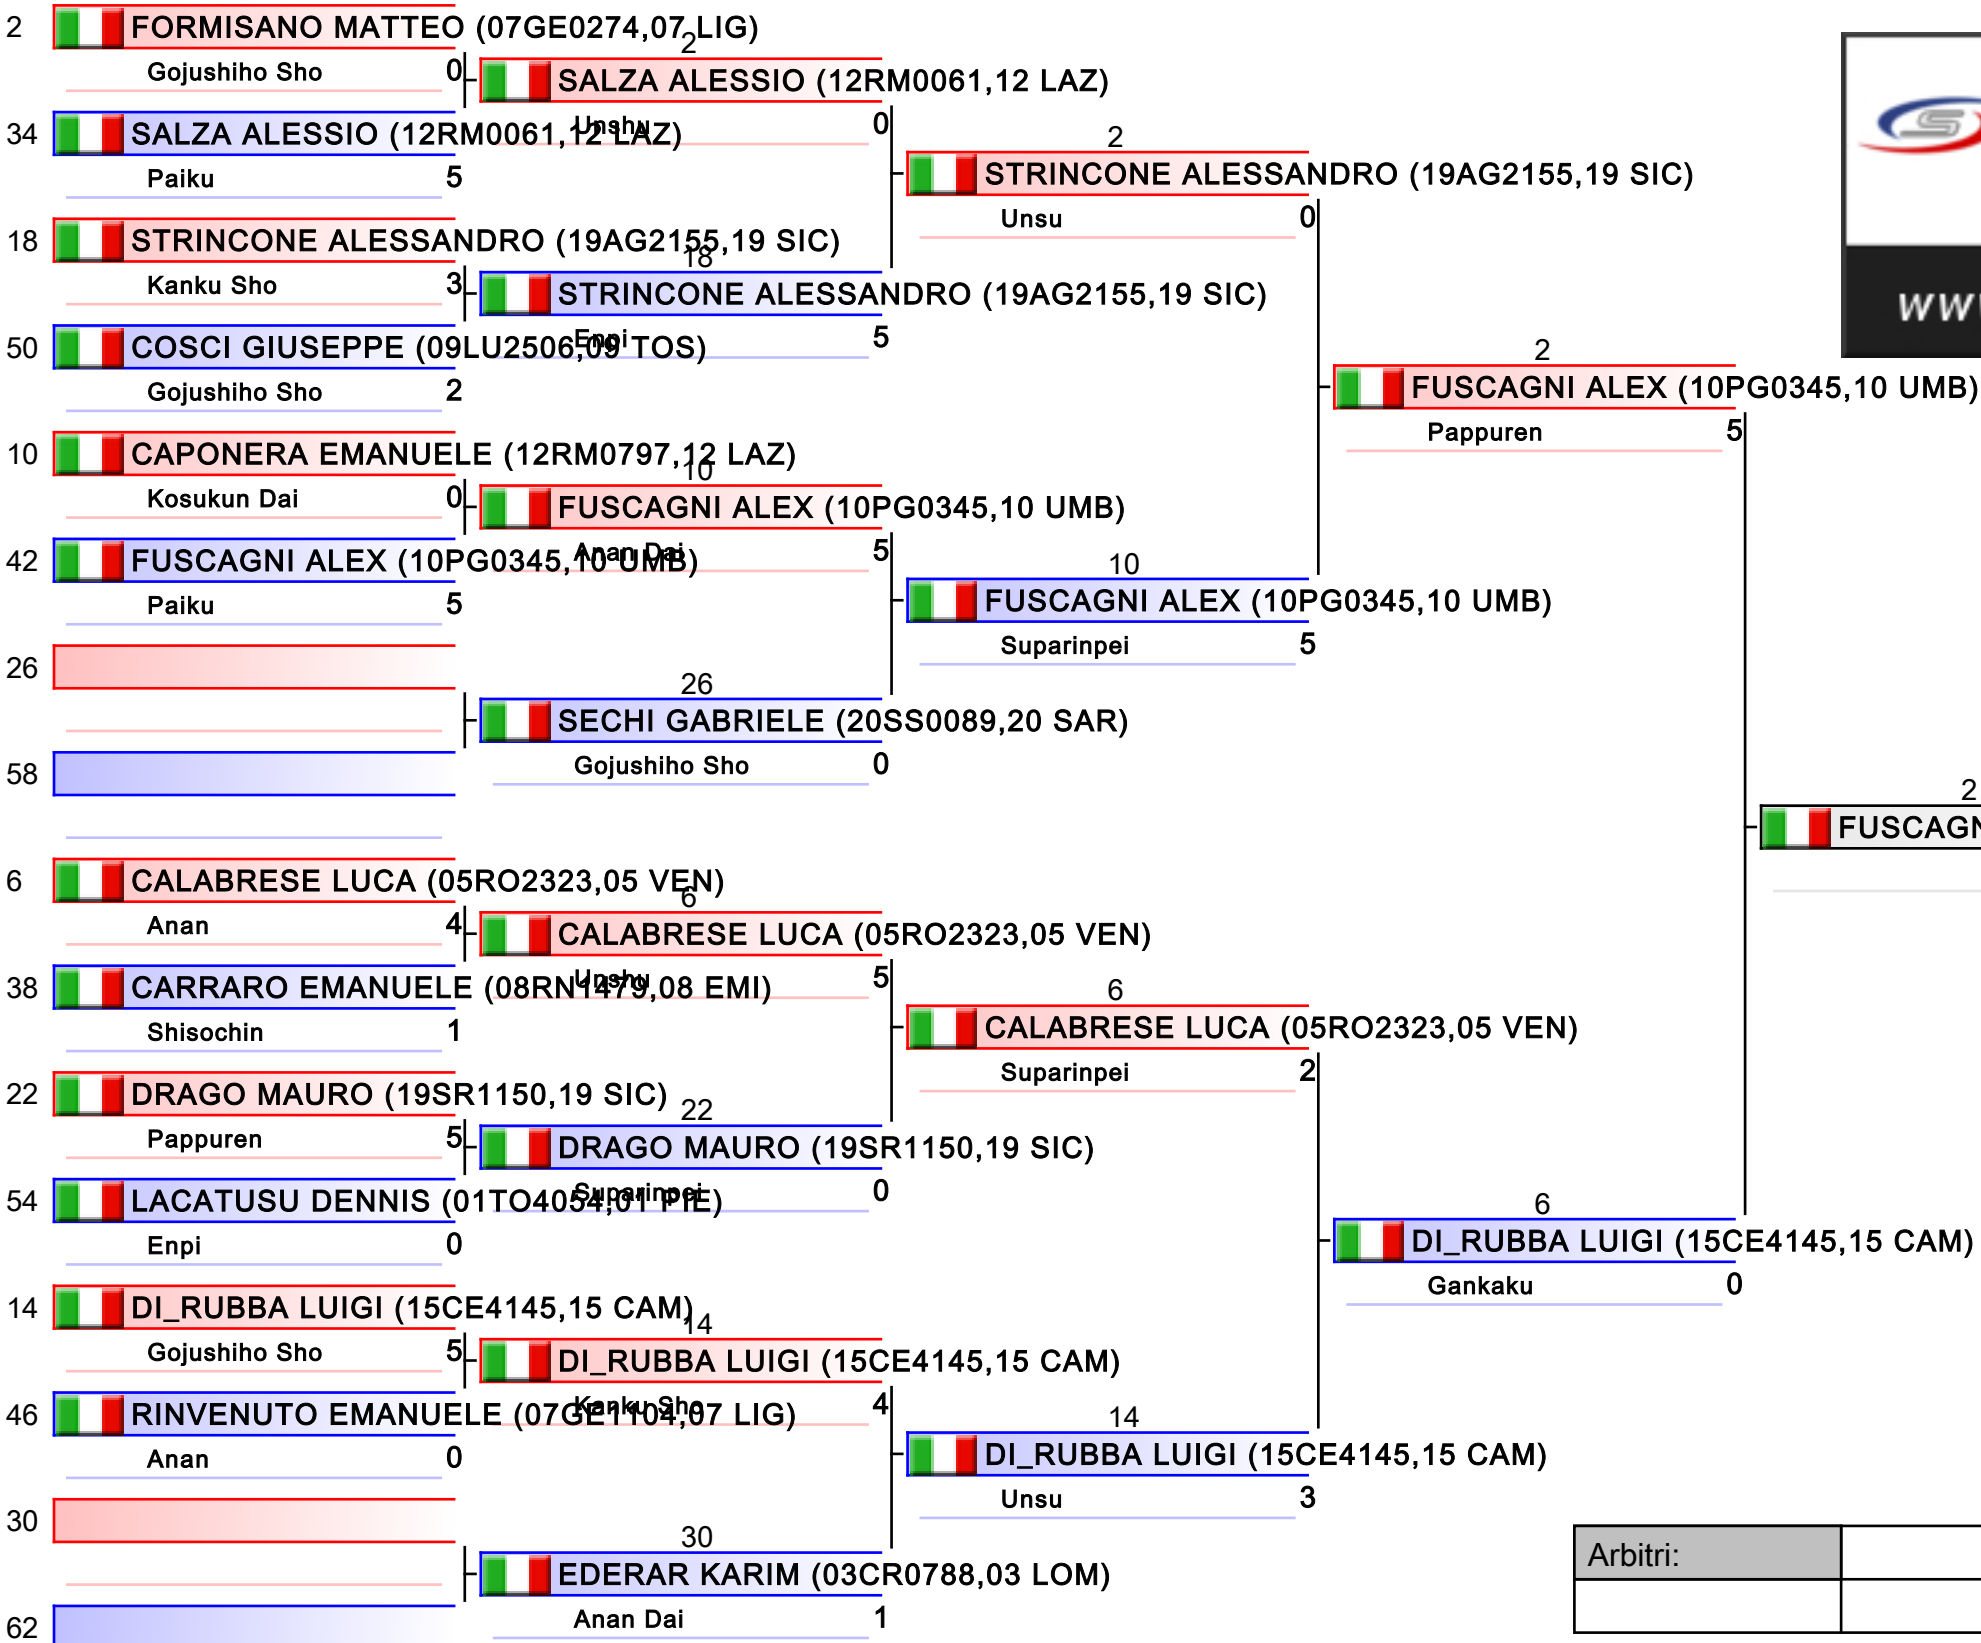 2 FORMISANO MATTEO (07GE0274,07 LIG)
Gojushiho Sho 0
34 SALZA ALESSIO (12RM0061,12 LAZ)
Paiku 5
18 STRINCONE ALESSANDRO (19AG2155,19 SIC)
Kanku Sho 3
50 COSCI GIUSEPPE (09LU2506,09 TOS)
Gojushiho Sho 2
10 CAPONERA EMANUELE (12RM0797,12 LAZ)
Kosukun Dai 0
42 FUSCAGNI ALEX (10PG0345,10 UMB)
Paiku 5
26
58
6 CALABRESE LUCA (05RO2323,05 VEN)
Anan 4
38 CARRARO EMANUELE (08RN1479,08 EMI)
Shisochin 1
22 DRAGO MAURO (19SR1150,19 SIC)
Pappuren 5
54 LACATUSU DENNIS (01TO4054,01 PIE)
Enpi 0
14 DI_RUBBA LUIGI (15CE4145,15 CAM)
Gojushiho Sho 5
46 RINVENUTO EMANUELE (07GE1104,07 LIG)
Anan 0
30
62
2
SALZA ALESSIO (12RM0061,12 LAZ)
Unshu 0
18
STRINCONE ALESSANDRO (19AG2155,19 SIC)
Enpi 5
10
FUSCAGNI ALEX (10PG0345,10 UMB)
Anan Dai 5
26
SECHI GABRIELE (20SS0089,20 SAR)
Gojushiho Sho 0
6
CALABRESE LUCA (05RO2323,05 VEN)
Unshu 5
22
DRAGO MAURO (19SR1150,19 SIC)
Suparinpei 0
14
DI_RUBBA LUIGI (15CE4145,15 CAM)
Kanku Sho 4
30
EDERAR KARIM (03CR0788,03 LOM)
Anan Dai 1
2
STRINCONE ALESSANDRO (19AG2155,19 SIC)
Unsu 0
10
FUSCAGNI ALEX (10PG0345,10 UMB)
Suparinpei 5
6
CALABRESE LUCA (05RO2323,05 VEN)
Suparinpei 2
14
DI_RUBBA LUIGI (15CE4145,15 CAM)
Unsu 3
2
FUSCAGNI ALEX (10PG0345,10 UMB)
Pappuren 5
6
DI_RUBBA LUIGI (15CE4145,15 CAM)
Gankaku 0
2
FUSCAGN
S
ww
Arbitri: